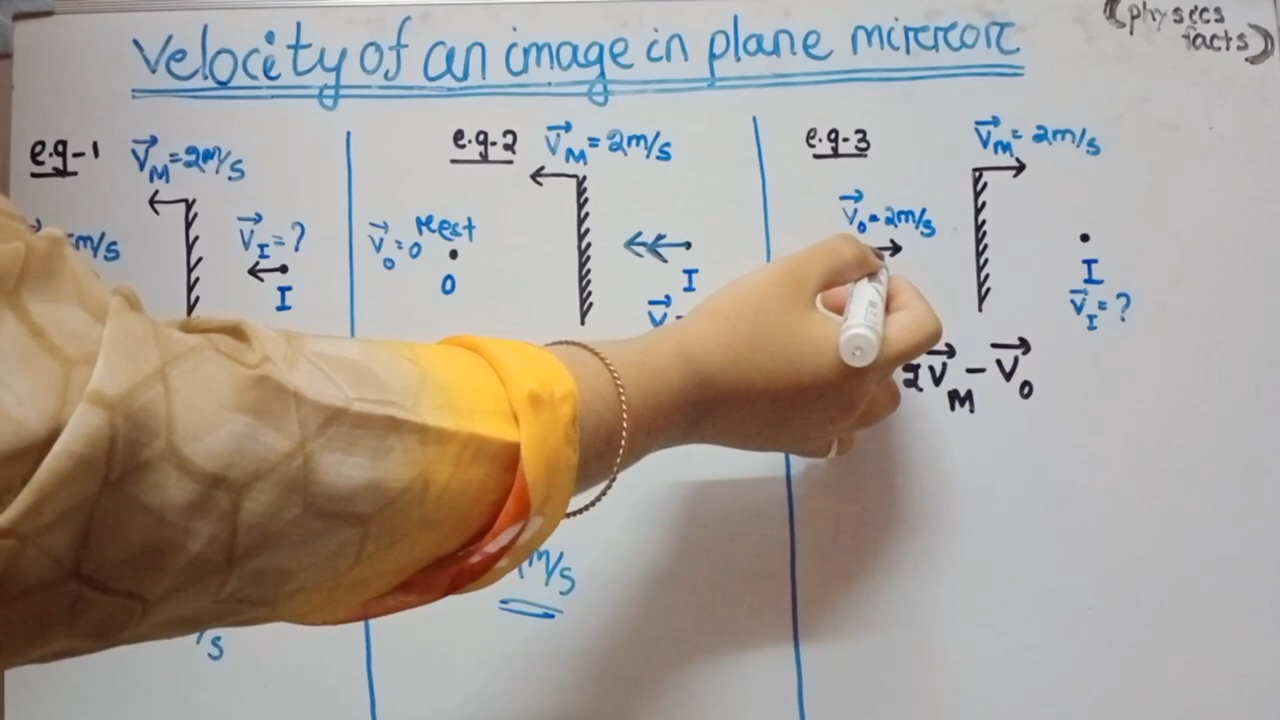 Velocity of an image in plane mirror
(physics
facts)
e.g-1
V⃗M=2m/s
m/s
V⃗I=?
I
s
e.g-2
V⃗M=2m/s
V⃗o=0 rest
O
I
m/s
e.g-3
V⃗M=2m/s
V⃗o=2m/s
I
V⃗I=?
2V⃗M-V⃗o